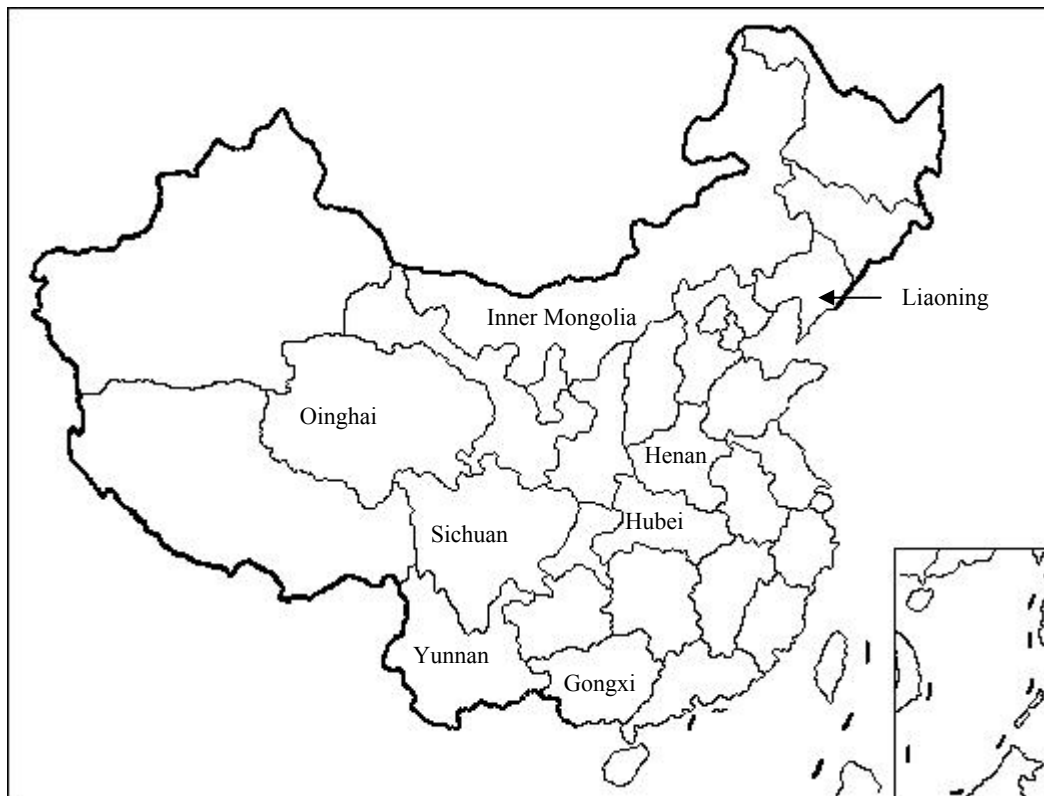 Liaoning
Inner Mongolia
Oinghai
Henan
Hubei
Sichuan
Yunnan
Gongxi